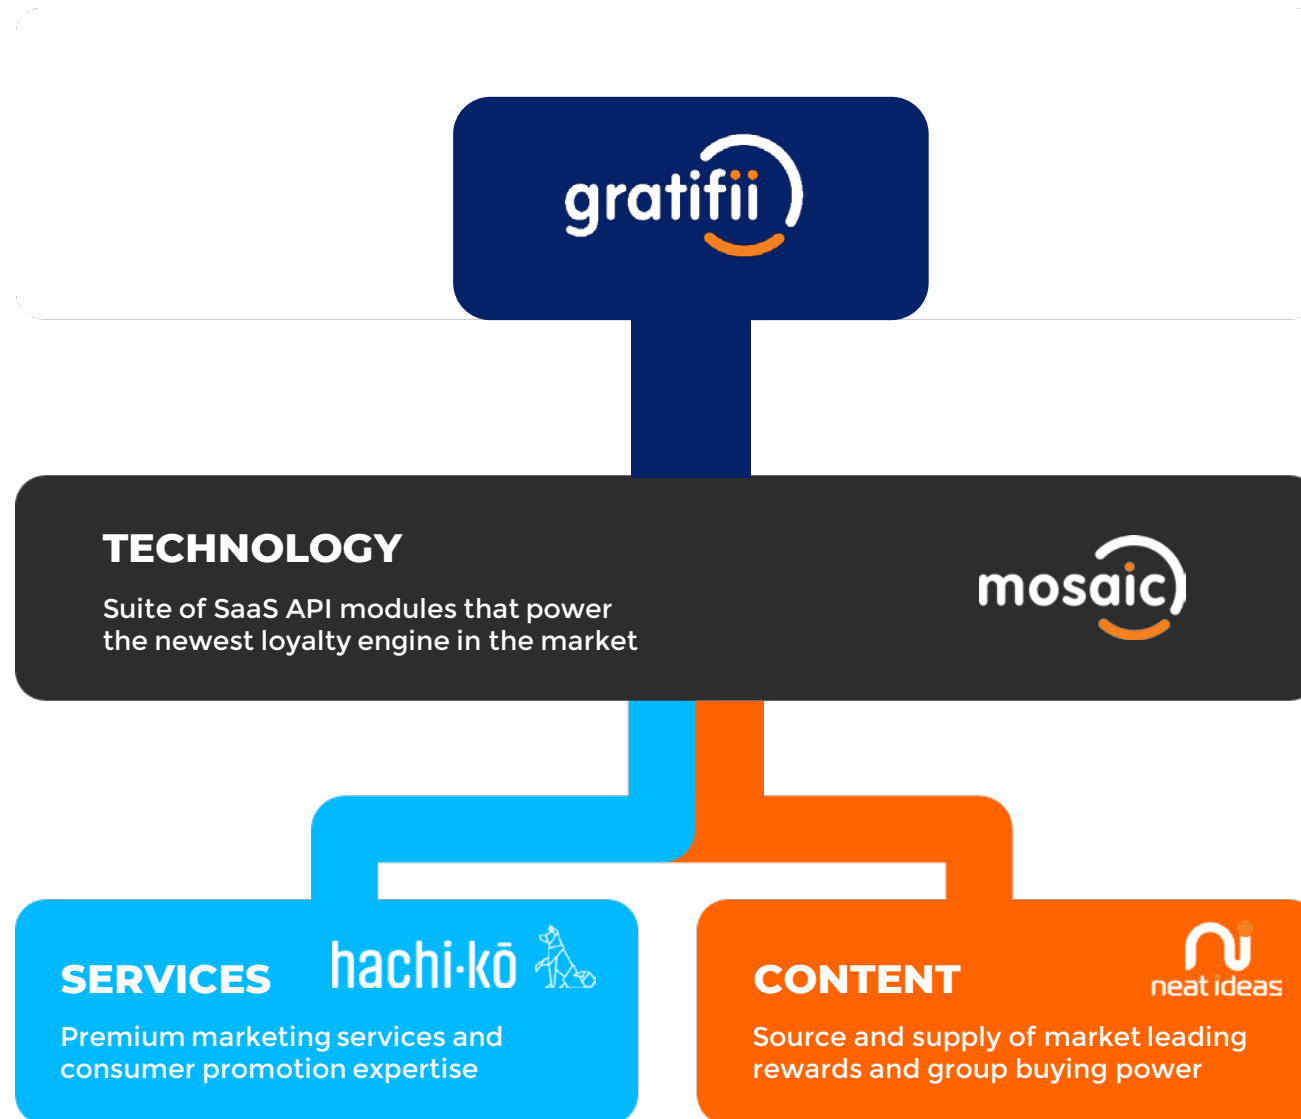 gratifii
TECHNOLOGY
Suite of SaaS API modules that power
the newest loyalty engine in the market
mosaic
SERVICES
hachi·kō
Premium marketing services and
consumer promotion expertise
CONTENT
neat ideas
Source and supply of market leading
rewards and group buying power